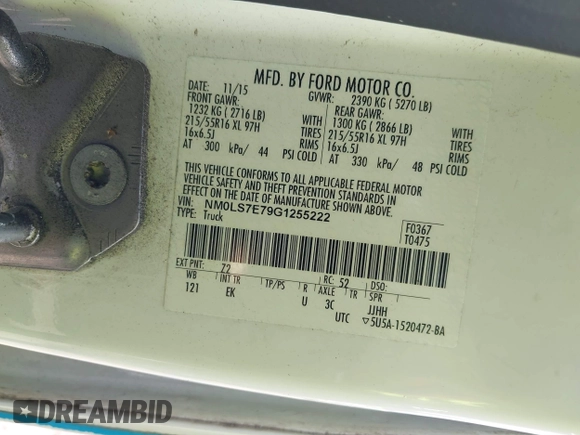 MFD. BY FORD MOTOR CO.
DATE: 11/15 GVWR: 2390 KG ( 5270 LB)
FRONT GAWR: REAR GAWR:
1232 KG ( 2716 LB) WITH 1300 KG ( 2866 LB) WITH
215/55R16 XL 97H TIRES 215/55R16 XL 97H TIRES
16x6.5J RIMS 16x6.5J RIMS
AT 300 kPa/ 44 PSI COLD AT 330 kPa/ 48 PSI COLD
THIS VEHICLE CONFORMS TO ALL APPLICABLE FEDERAL MOTOR
VEHICLE SAFETY AND THEFT PREVENTION STANDARDS IN
EFFECT ON THE DATE OF MANUFACTURE SHOWN ABOVE.
VIN: NM0LS7E79G1255222 F0367
TYPE: Truck T0475
EXT PNT: Z2 RC: 52 DSO:
WB INT TR TP/PS R AXLE TR SPR
121 EK U 3C JJHH
UTC ▽5U5A-1520472-BA
DREAMBID